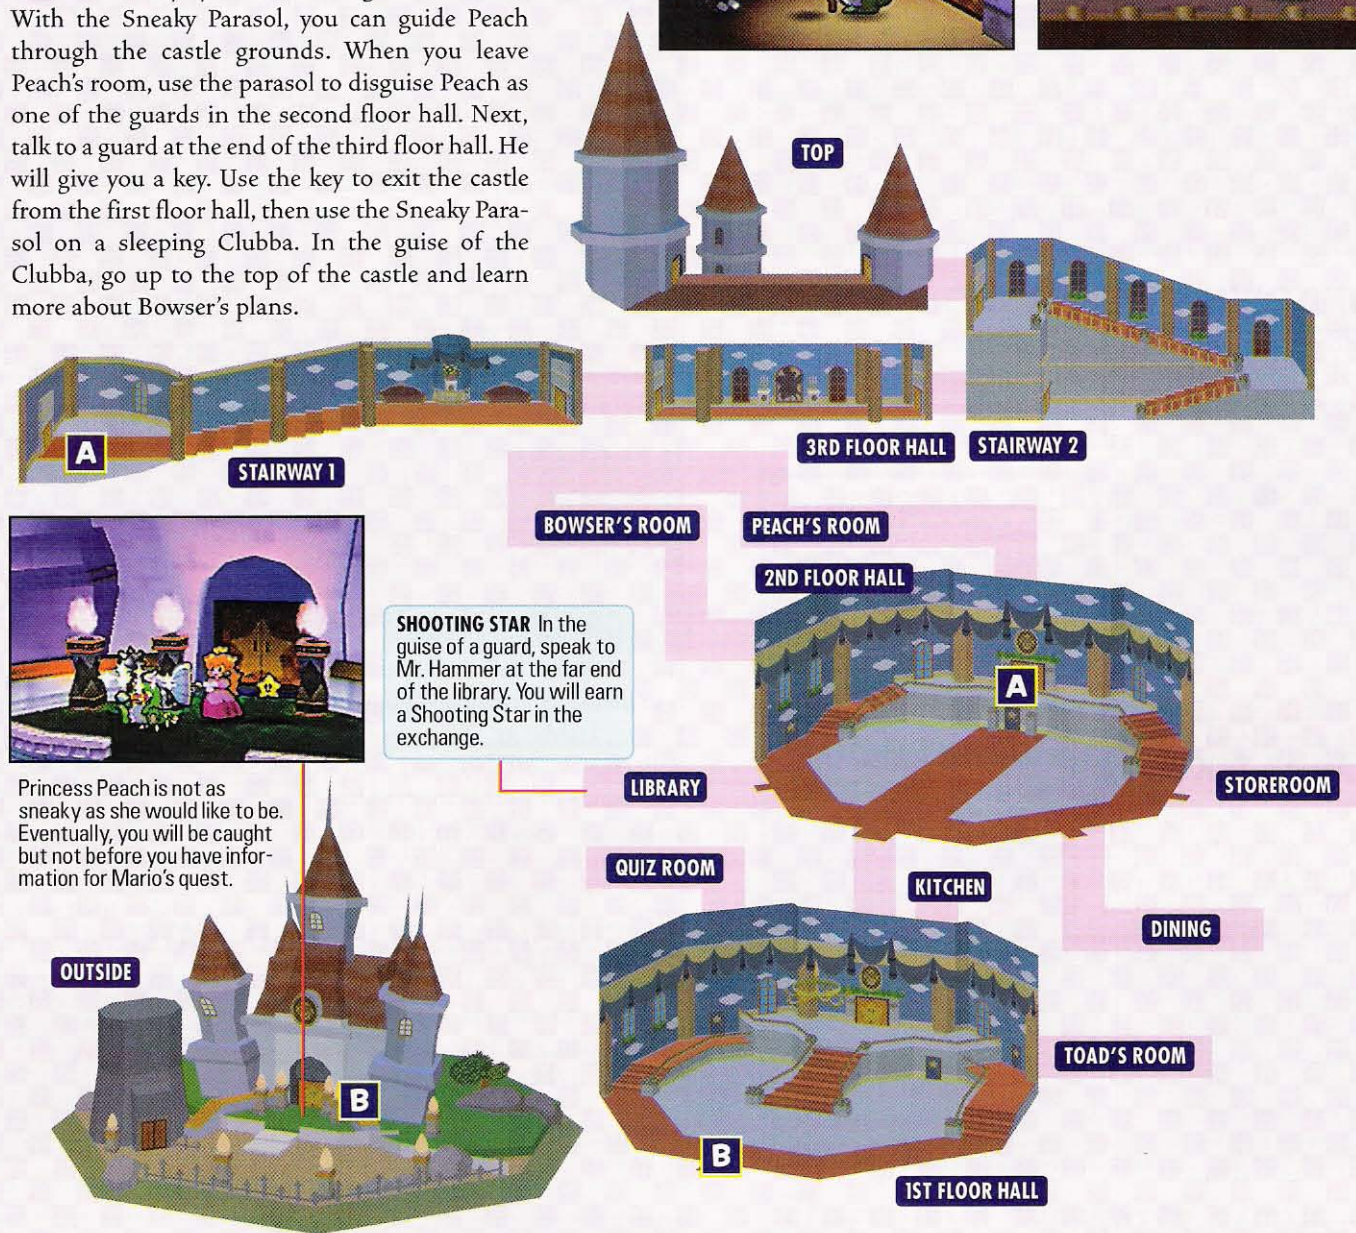 With the Sneaky Parasol, you can guide Peach
through the castle grounds. When you leave
Peach's room, use the parasol to disguise Peach as
one of the guards in the second floor hall. Next,
talk to a guard at the end of the third floor hall. He
will give you a key. Use the key to exit the castle
from the first floor hall, then use the Sneaky Para-
sol on a sleeping Clubba. In the guise of the
Clubba, go up to the top of the castle and learn
more about Bowser's plans.
TOP
A
STAIRWAY 1
3RD FLOOR HALL
STAIRWAY 2
BOWSER'S ROOM
PEACH'S ROOM
2ND FLOOR HALL
A
SHOOTING STAR In the
guise of a guard, speak to
Mr. Hammer at the far end
of the library. You will earn
a Shooting Star in the
exchange.
Princess Peach is not as
sneaky as she would like to be.
Eventually, you will be caught
but not before you have infor-
mation for Mario's quest.
LIBRARY
STOREROOM
QUIZ ROOM
KITCHEN
DINING
OUTSIDE
B
TOAD'S ROOM
B
1ST FLOOR HALL